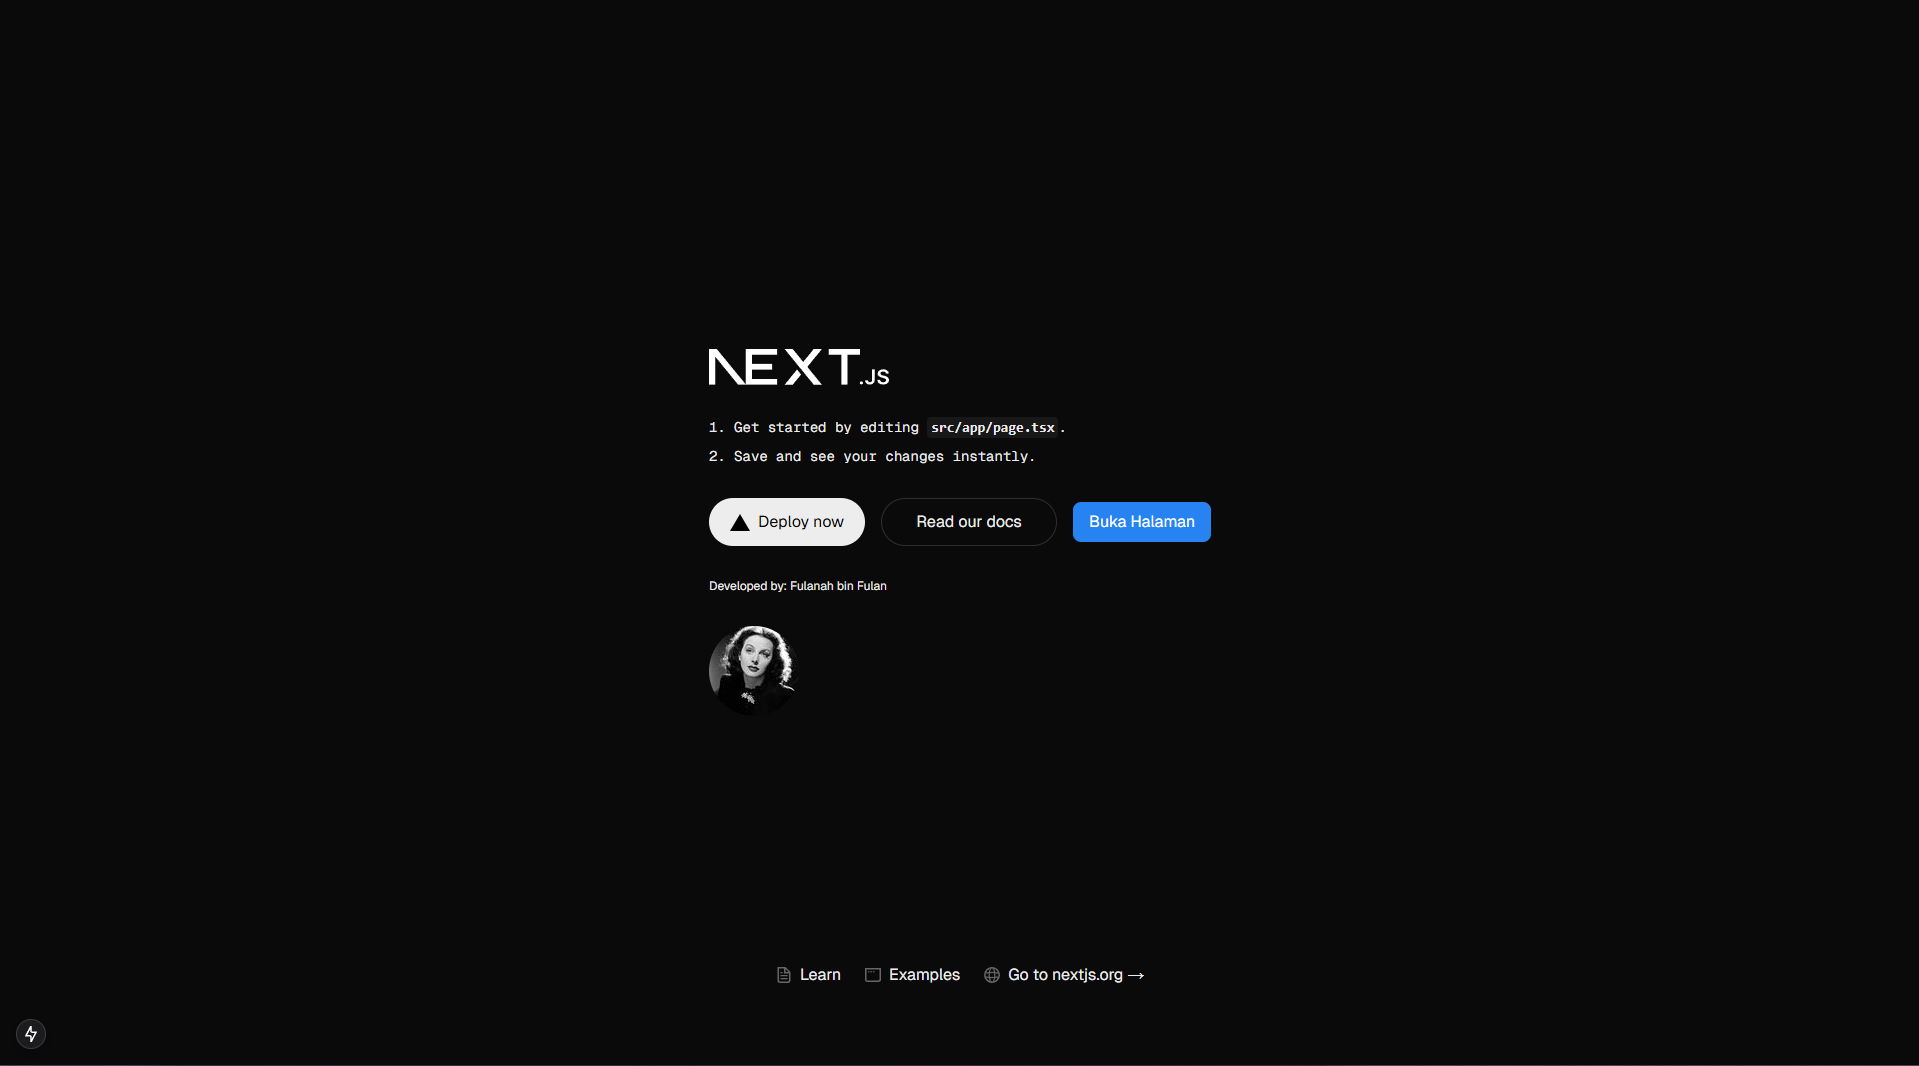 NEXT.JS
1. Get started by editing src/app/page.tsx.
2. Save and see your changes instantly.
Deploy now
Read our docs
Buka Halaman
Developed by: Fulanah bin Fulan
Learn
Examples
Go to nextjs.org →